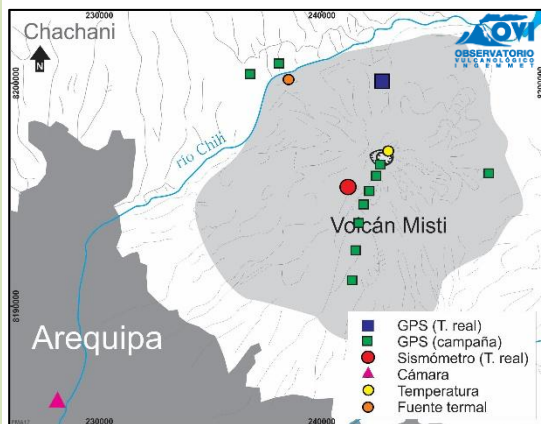 230000
240000
Chachani
N
OVI
OBSERVATORIO
VULCANOLÓGICO
INGEMMET
8200000
río Chili
Volcán Misti
8190000
Arequipa
GPS (T. real)
GPS (campaña)
Sismómetro (T. real)
Cámara
Temperatura
Fuente termal
230000
240000